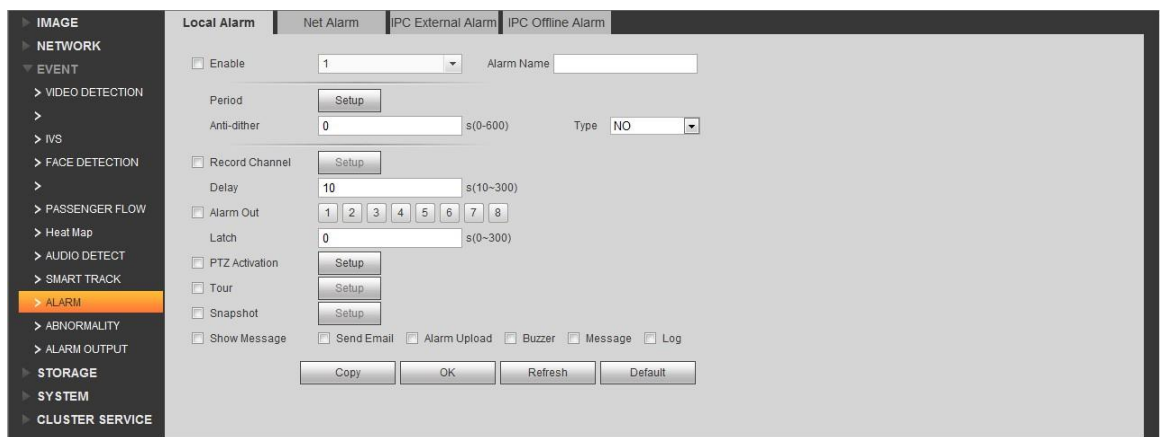 IMAGE
NETWORK
EVENT
> VIDEO DETECTION
>
> IVS
> FACE DETECTION
>
> PASSENGER FLOW
> Heat Map
> AUDIO DETECT
> SMART TRACK
> ALARM
> ABNORMALITY
> ALARM OUTPUT
STORAGE
SYSTEM
CLUSTER SERVICE
Local Alarm Net Alarm IPC External Alarm IPC Offline Alarm
Enable 1 Alarm Name
Period Setup
Anti-dither 0 s(0-600) Type NO
Record Channel Setup
Delay 10 s(10~300)
Alarm Out 1 2 3 4 5 6 7 8
Latch 0 s(0~300)
PTZ Activation Setup
Tour Setup
Snapshot Setup
Show Message Send Email Alarm Upload Buzzer Message Log
Copy OK Refresh Default